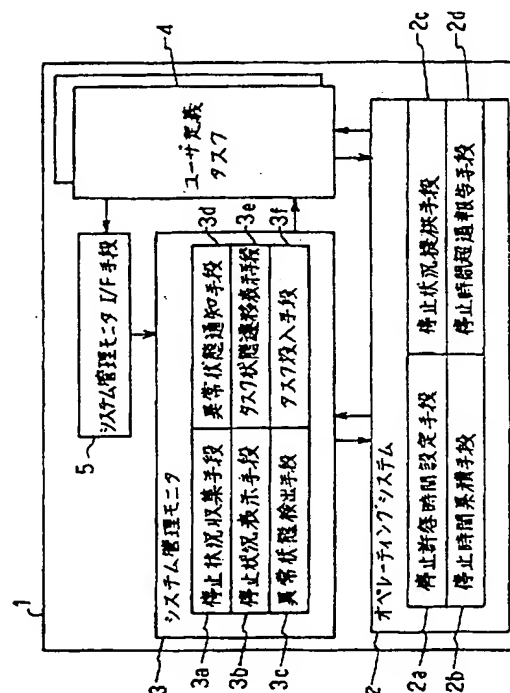 1
4
ユーザ定義
タスク
5
システム管理モニタI/F手段
3
システム管理モニタ
3a 停止状況収集手段
異常状態通知手段 3d
3b 停止状況表示手段
タスク状態遷移表示手段 3e
3c 異常状態検出手段
タスク投入手段 3f
2
オペレーティングシステム
2a 停止許容時間設定手段
停止状況提供手段 2c
2b 停止時間累積手段
停止時間超過報告手段 2d